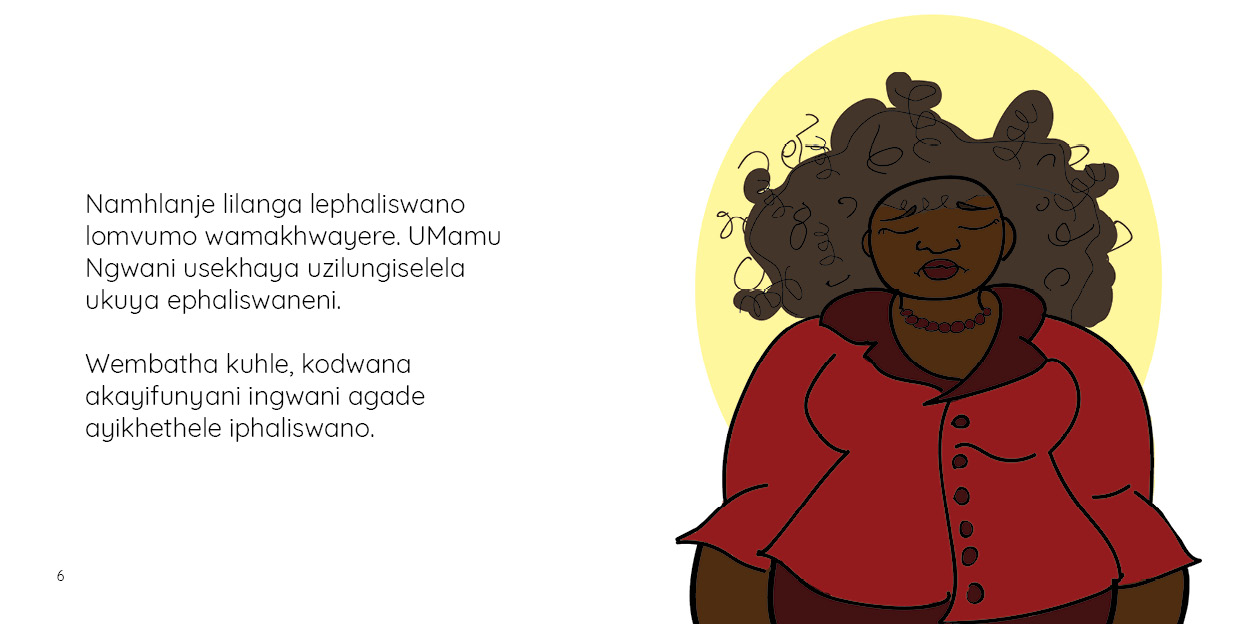 Namhlanje lilanga lephaliswano
lomvumo wamakhwayere. UMamu
Ngwani usekhaya uzilungiselela
ukuya ephaliswaneni.
Wembatha kuhle, kodwana
akayifunyani ingwani agade
ayikhethele iphaliswano.
6